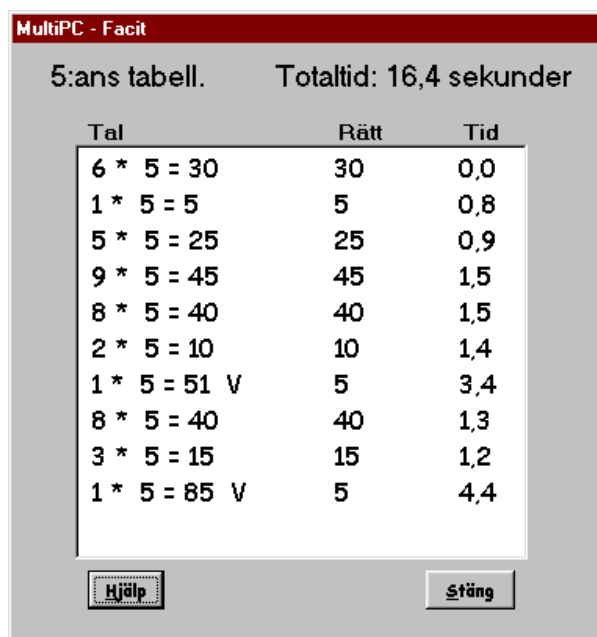 MultiPC - Facit
5:ans tabell. Totaltid: 16,4 sekunder
Tal Rätt Tid
6 * 5 = 30 30 0,0
1 * 5 = 5 5 0,8
5 * 5 = 25 25 0,9
9 * 5 = 45 45 1,5
8 * 5 = 40 40 1,5
2 * 5 = 10 10 1,4
1 * 5 = 51 V 5 3,4
8 * 5 = 40 40 1,3
3 * 5 = 15 15 1,2
1 * 5 = 85 V 5 4,4
Hjälp Stäng